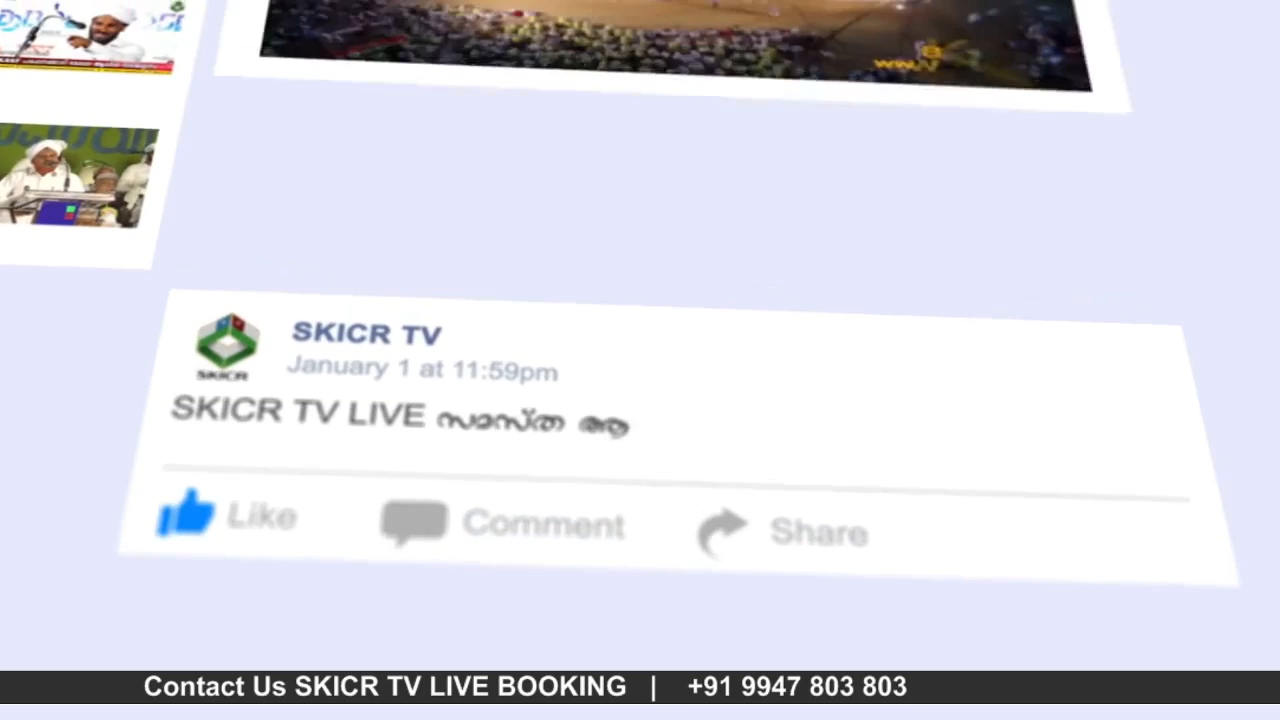 SKICR TV
January 1 at 11:59pm
SKICR
SKICR TV LIVE സമസ്ത ആ
Like
Comment
Share
Contact Us SKICR TV LIVE BOOKING | +91 9947 803 803